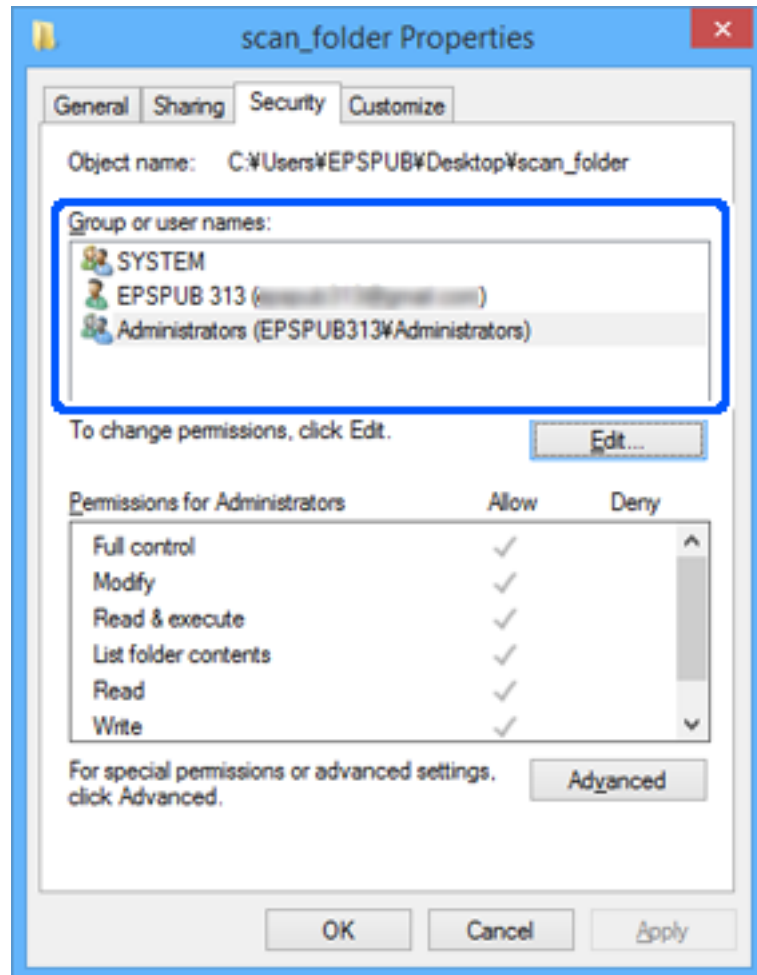 scan_folder Properties
General Sharing Security Customize
Object name: C:¥Users¥EPSPUB¥Desktop¥scan_folder
Group or user names:
SYSTEM
EPSPUB 313 ( )
Administrators (EPSPUB313¥Administrators)
To change permissions, click Edit.
Edit...
Permissions for Administrators Allow Deny
Full control
Modify
Read & execute
List folder contents
Read
Write
For special permissions or advanced settings,
click Advanced.
Advanced
OK Cancel Apply